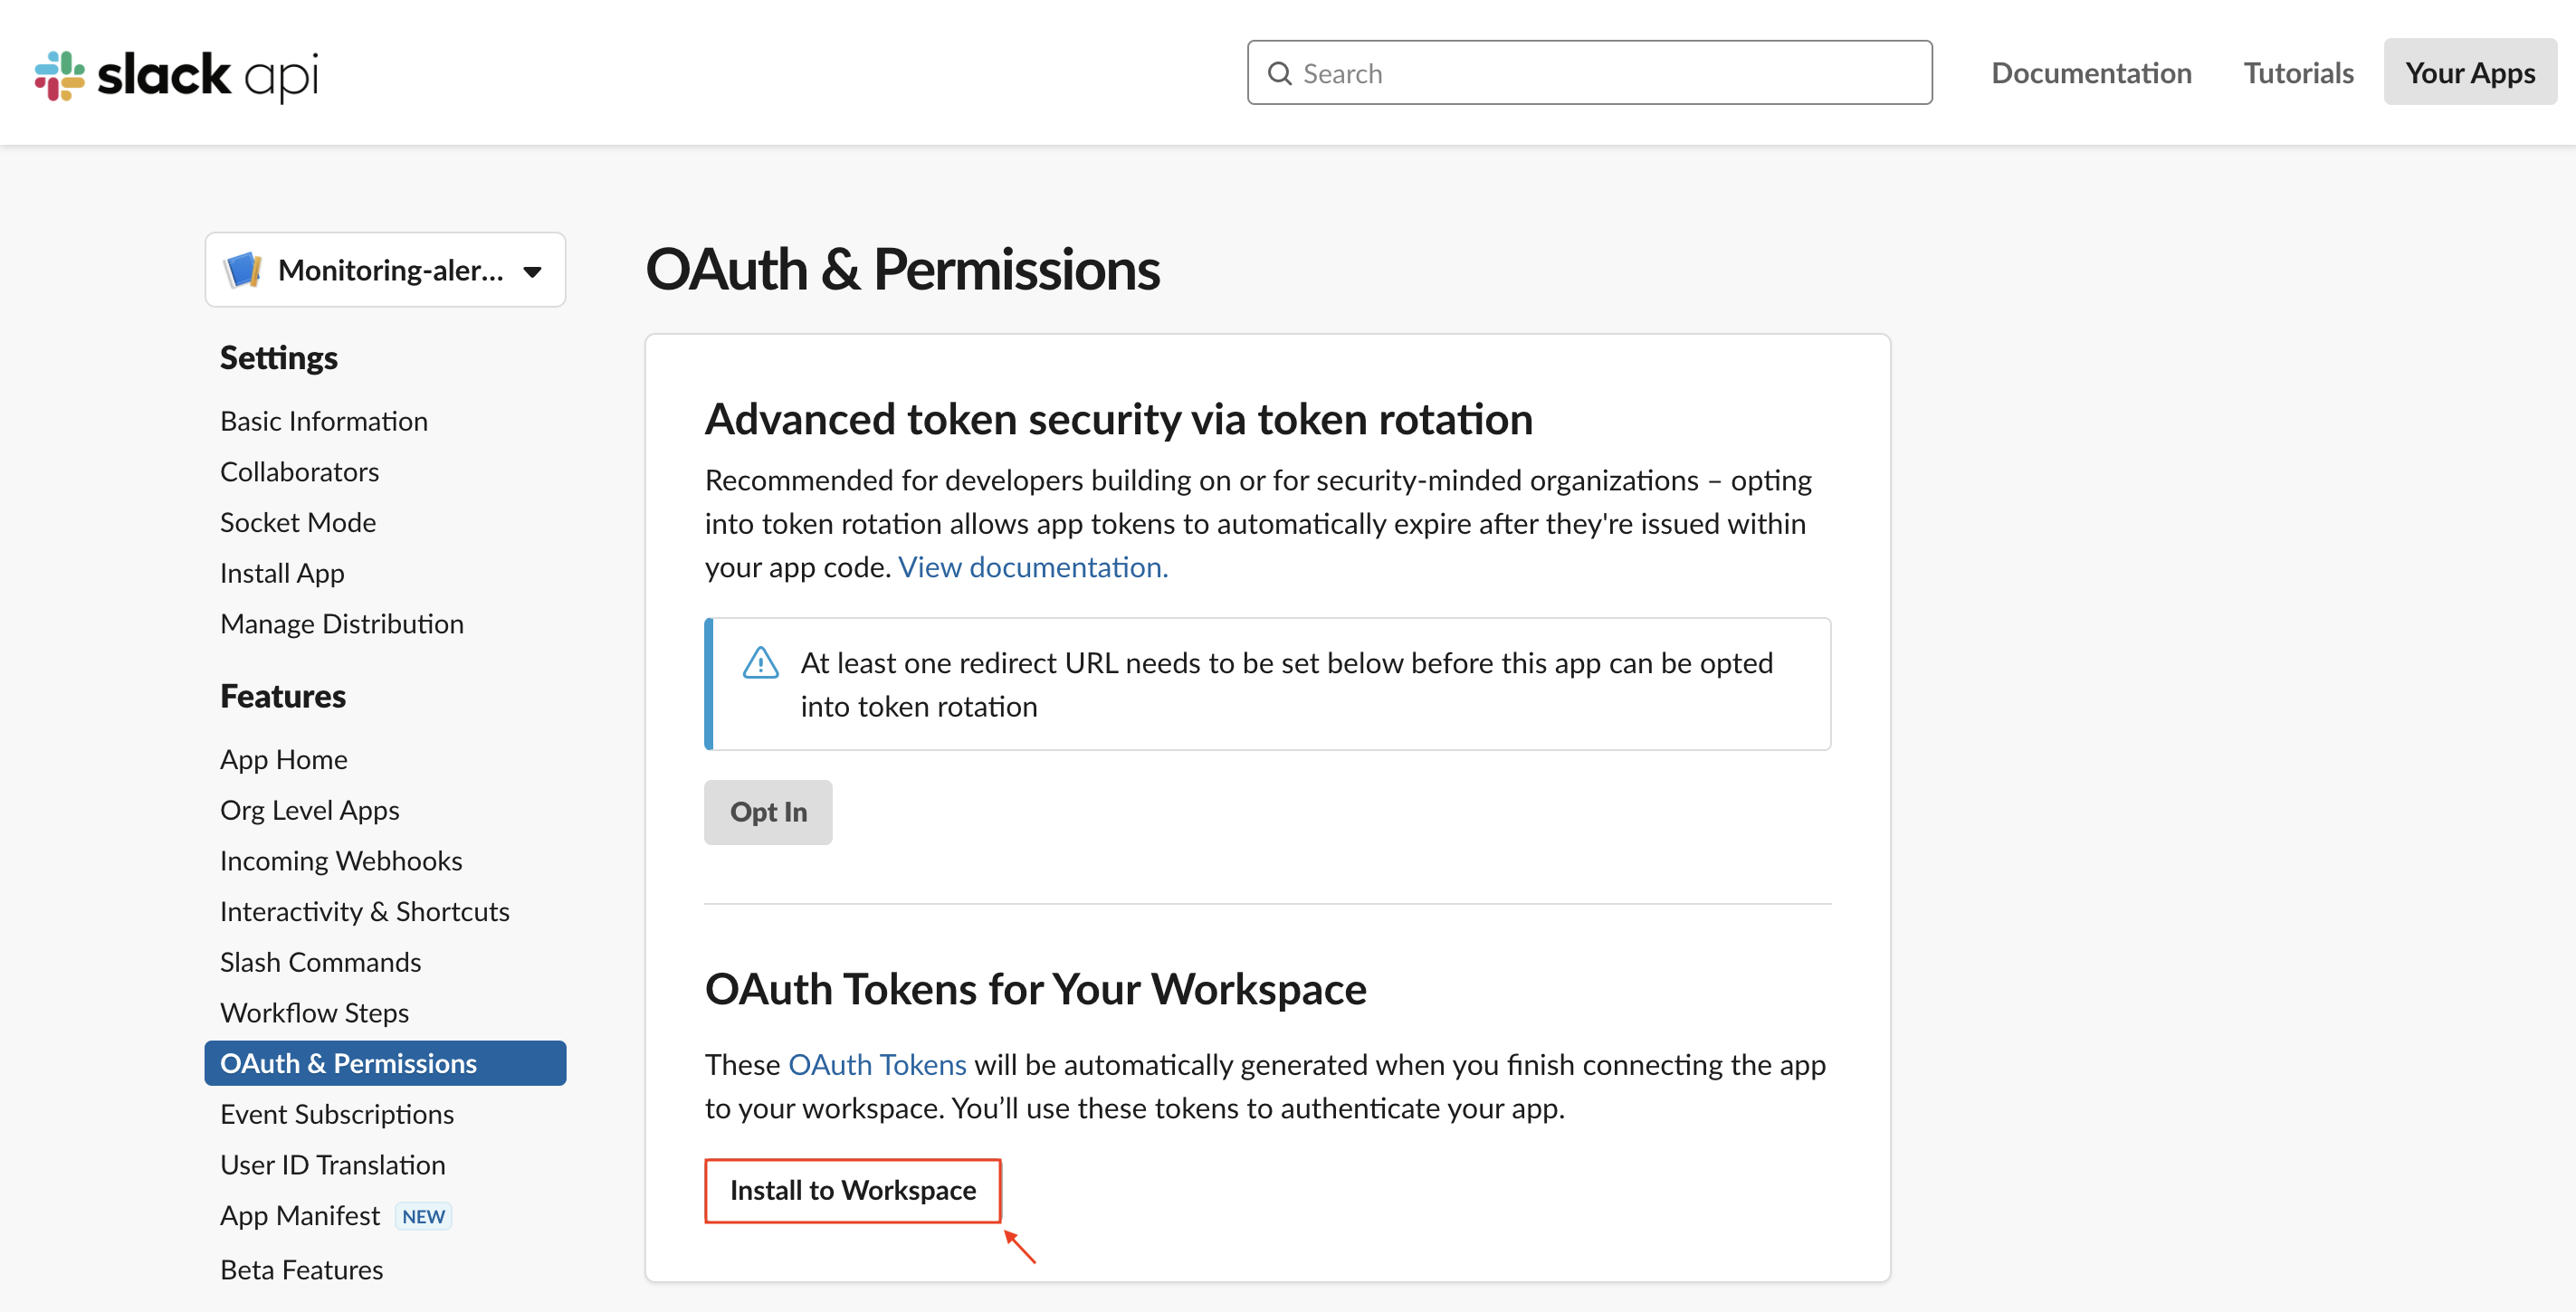 slack api
Search
Documentation
Tutorials
Your Apps
Monitoring-aler...
Settings
Basic Information
Collaborators
Socket Mode
Install App
Manage Distribution
Features
App Home
Org Level Apps
Incoming Webhooks
Interactivity & Shortcuts
Slash Commands
Workflow Steps
OAuth & Permissions
Event Subscriptions
User ID Translation
App Manifest NEW
Beta Features
OAuth & Permissions
Advanced token security via token rotation
Recommended for developers building on or for security-minded organizations – opting
into token rotation allows app tokens to automatically expire after they're issued within
your app code. View documentation.
At least one redirect URL needs to be set below before this app can be opted
into token rotation
Opt In
OAuth Tokens for Your Workspace
These OAuth Tokens will be automatically generated when you finish connecting the app
to your workspace. You’ll use these tokens to authenticate your app.
Install to Workspace